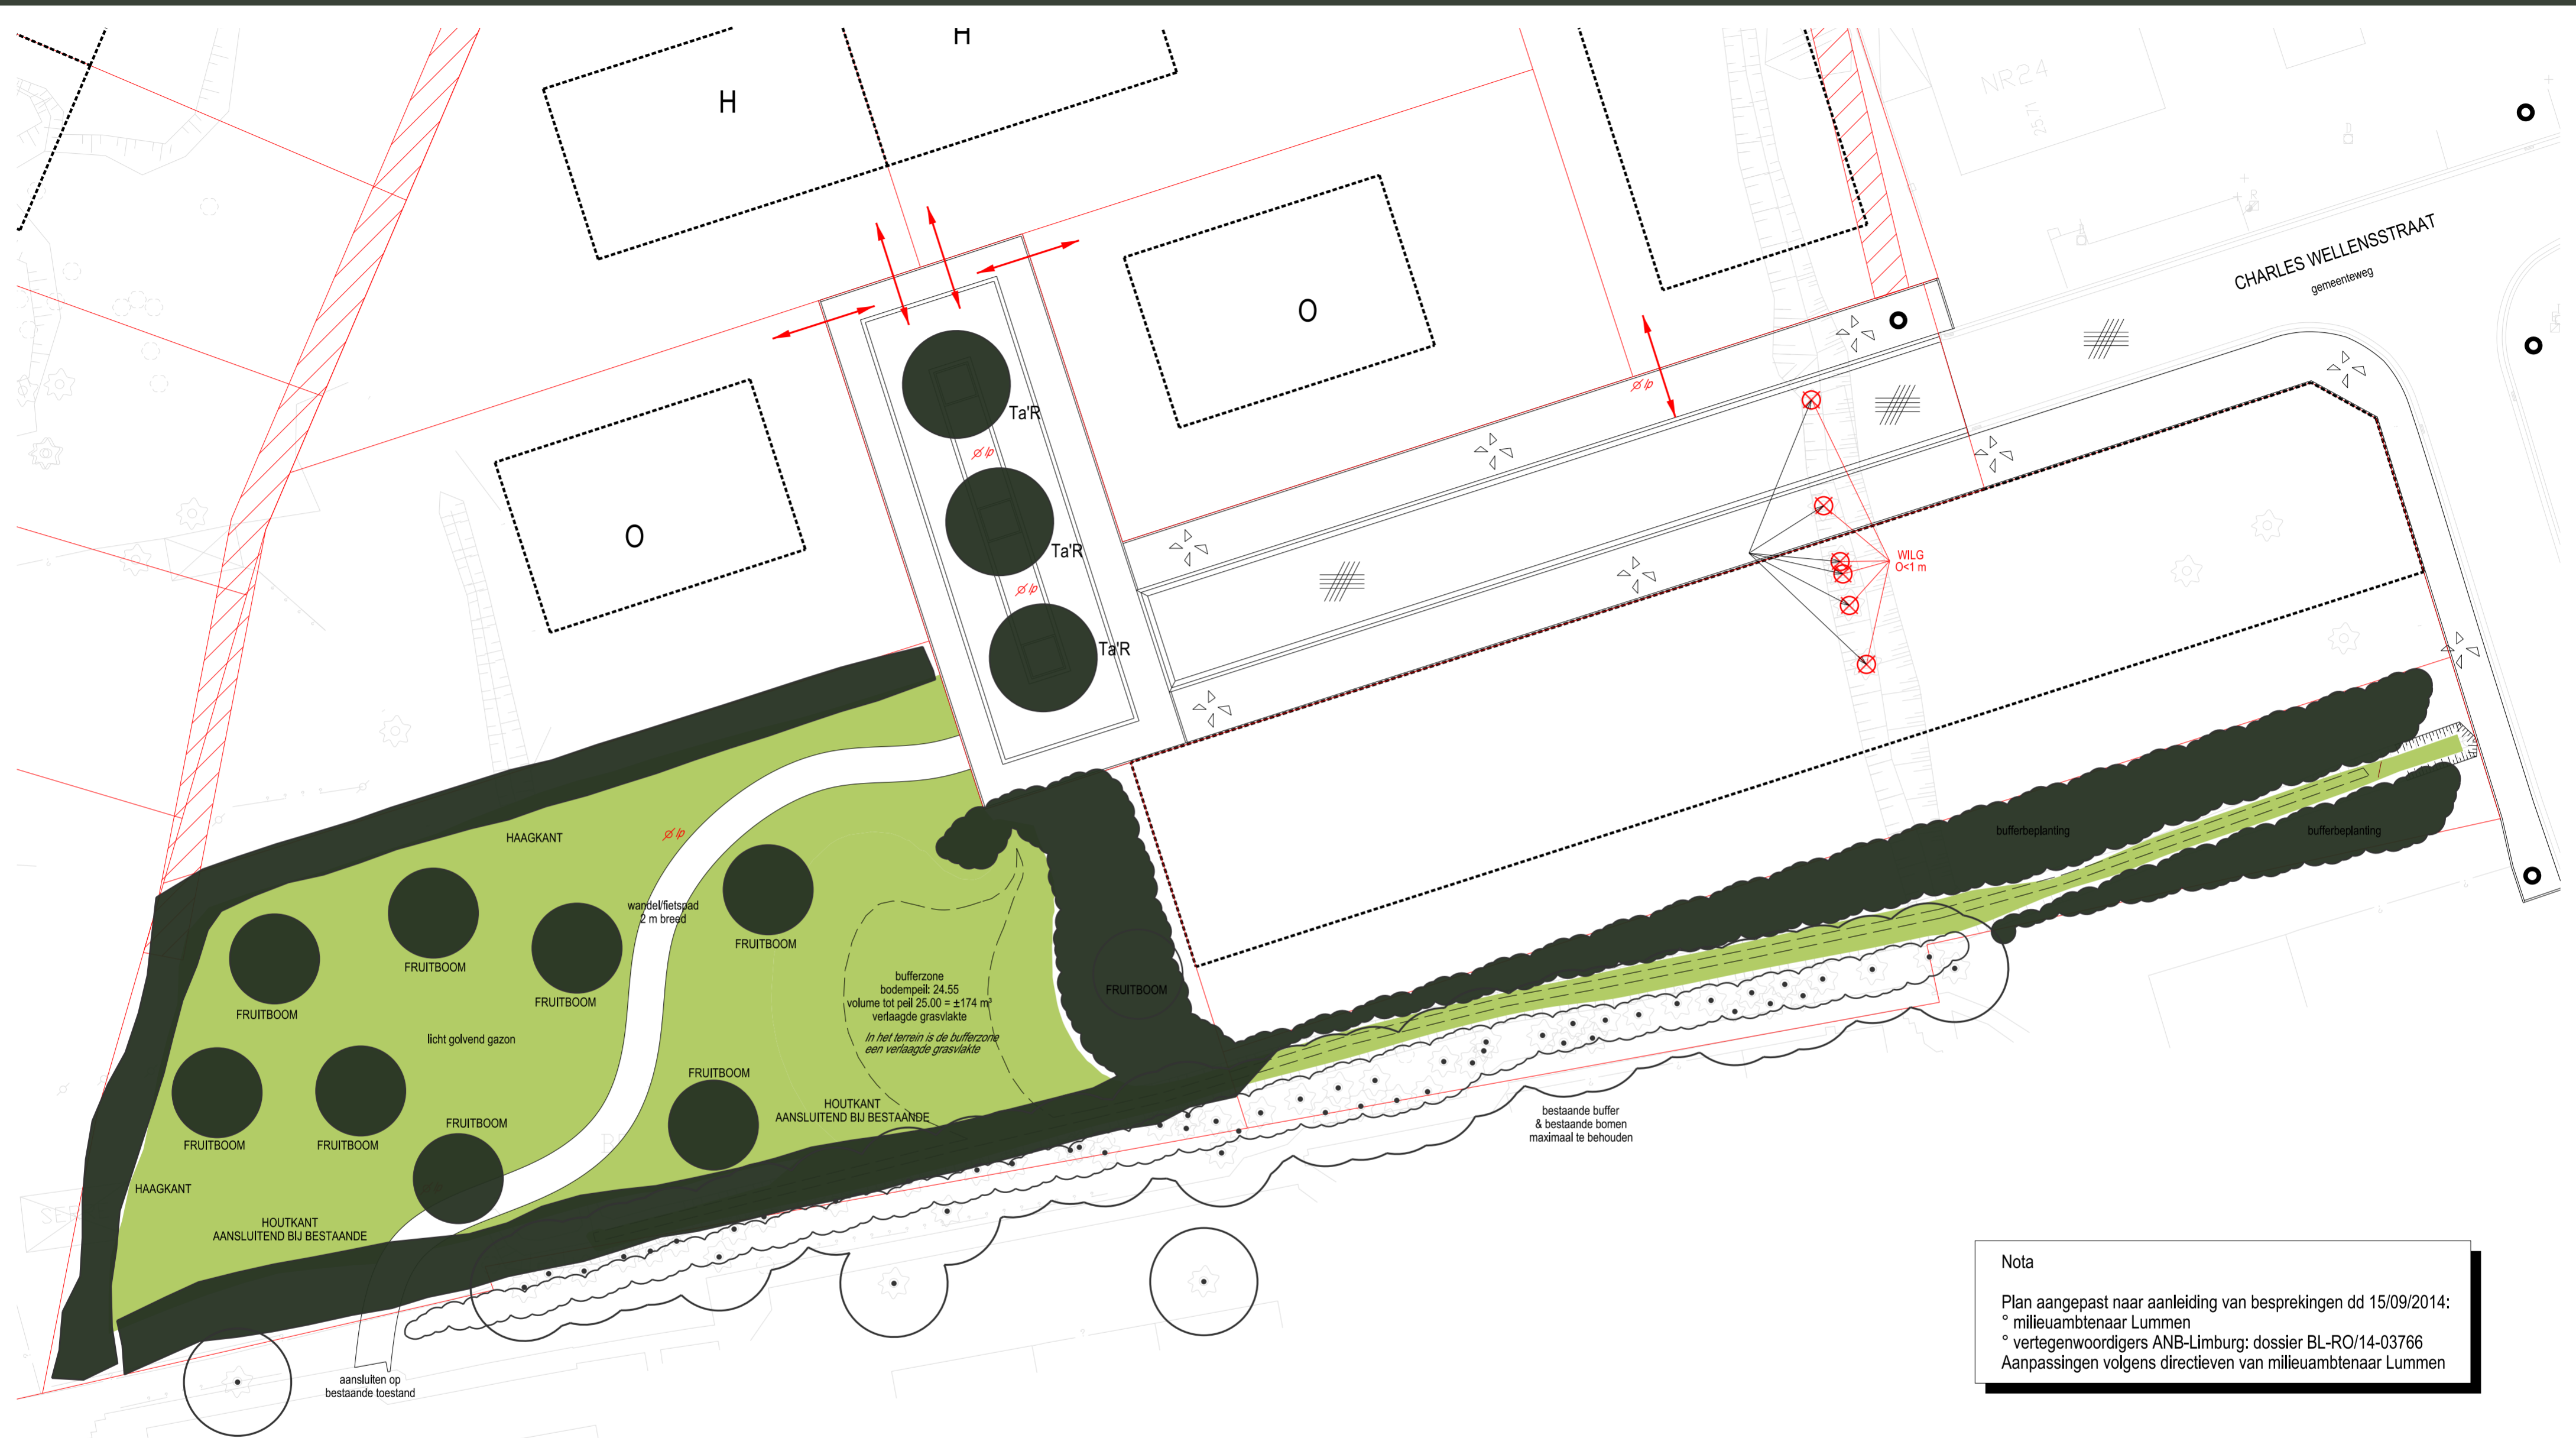 H
H
NR24
2571
CHARLES WELLENSSTRAAT
gemeenteweg
O
O
Ø lp
Ta'R
Ø lp
Ta'R
Ø lp
Ta'R
WILG
O<1 m
HAAGKANT
Ø lp
bufferbeplanting
bufferbeplanting
wandel/fietspad
2 m breed
FRUITBOOM
FRUITBOOM
FRUITBOOM
FRUITBOOM
FRUITBOOM
bufferzone
bodempeil: 24.55
volume tot peil 25.00 = ±174 m³
verlaagde grasvlakte
In het terrein is de bufferzone
een verlaagde grasvlakte
licht golvend gazon
FRUITBOOM
FRUITBOOM
FRUITBOOM
FRUITBOOM
HOUTKANT
AANSLUITEND BIJ BESTAANDE
bestaande buffer
& bestaande bomen
maximaal te behouden
HAAGKANT
HOUTKANT
AANSLUITEND BIJ BESTAANDE
aansluiten op
bestaande toestand
Nota
Plan aangepast naar aanleiding van besprekingen dd 15/09/2014:
° milieuambtenaar Lummen
° vertegenwoordigers ANB-Limburg: dossier BL-RO/14-03766
Aanpassingen volgens directieven van milieuambtenaar Lummen